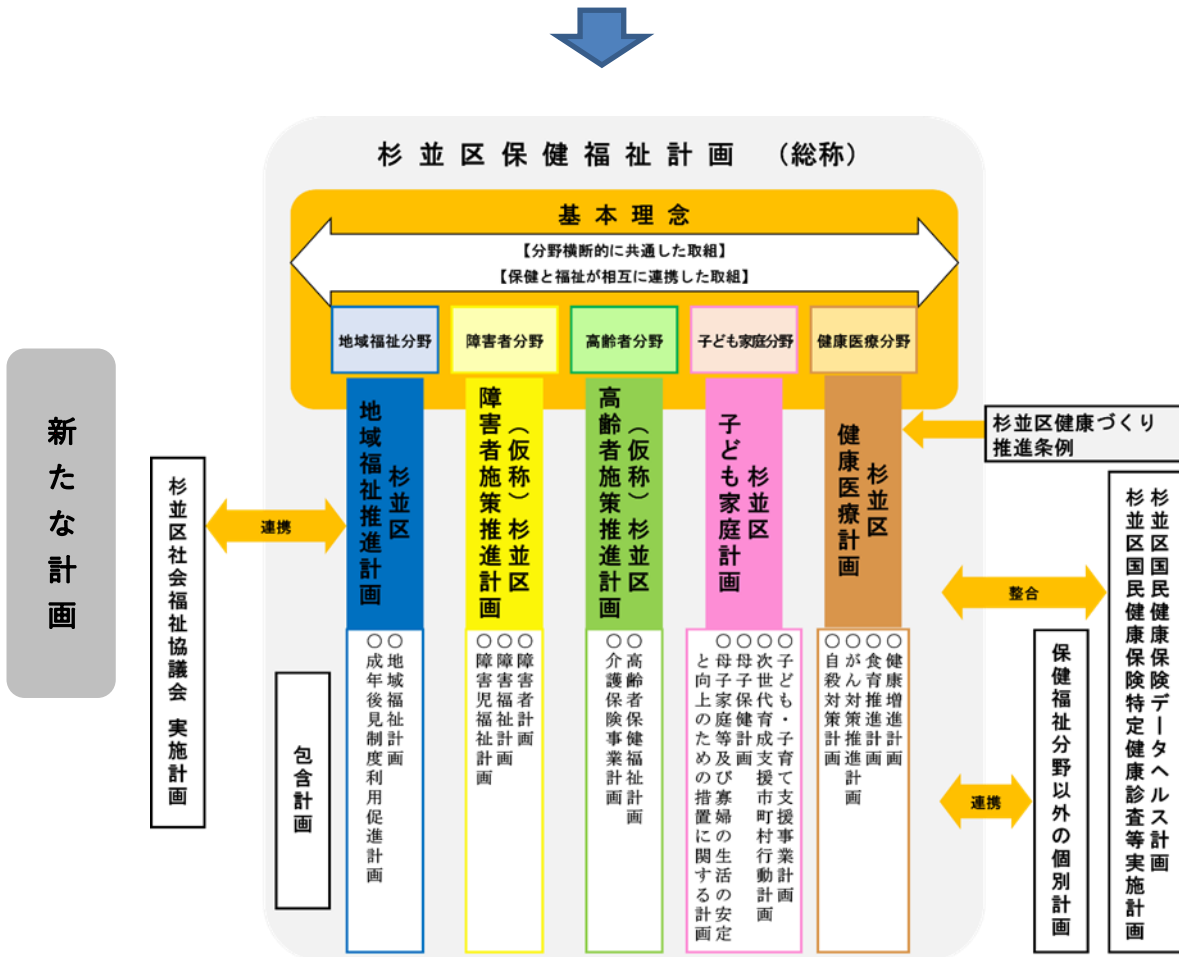 杉並区保健福祉計画 （総称）
基本理念
【分野横断的に共通した取組】
【保健と福祉が相互に連携した取組】
地域福祉分野
障害者分野
高齢者分野
子ども家庭分野
健康医療分野
新たな計画
杉並区社会福祉協議会 実施計画
連携
杉並区
地域福祉推進計画
（仮称）杉並区
障害者施策推進計画
（仮称）杉並区
高齢者施策推進計画
杉並区
子ども家庭計画
杉並区
健康医療計画
杉並区健康づくり
推進条例
整合
連携
杉並区国民健康保険データヘルス計画
杉並区国民健康保険特定健康診査等実施計画
保健福祉分野以外の個別計画
包含計画
○地域福祉計画
○成年後見制度利用促進計画
○障害者計画
○障害福祉計画
○障害児福祉計画
○高齢者保健福祉計画
○介護保険事業計画
○子ども・子育て支援事業計画
○次世代育成支援市町村行動計画
○母子保健計画
○母子家庭等及び寡婦の生活の安定
と向上のための措置に関する計画
○健康増進計画
○食育推進計画
○がん対策推進計画
○自殺対策計画